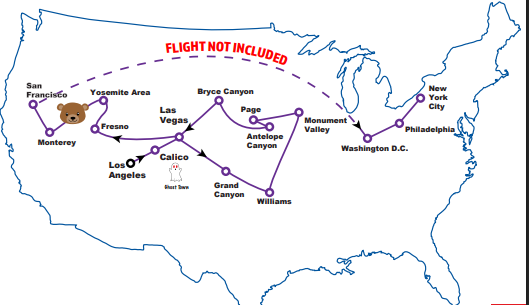 FLIGHT NOT INCLUDED
San
Francisco
Yosemite Area
Bryce Canyon
New
York
City
Las
Vegas
Page
Fresno
Antelope
Canyon
Monument
Valley
Philadelphia
Monterey
Washington D.C.
Los
Angeles
Calico
Ghost Town
Grand
Canyon
Williams